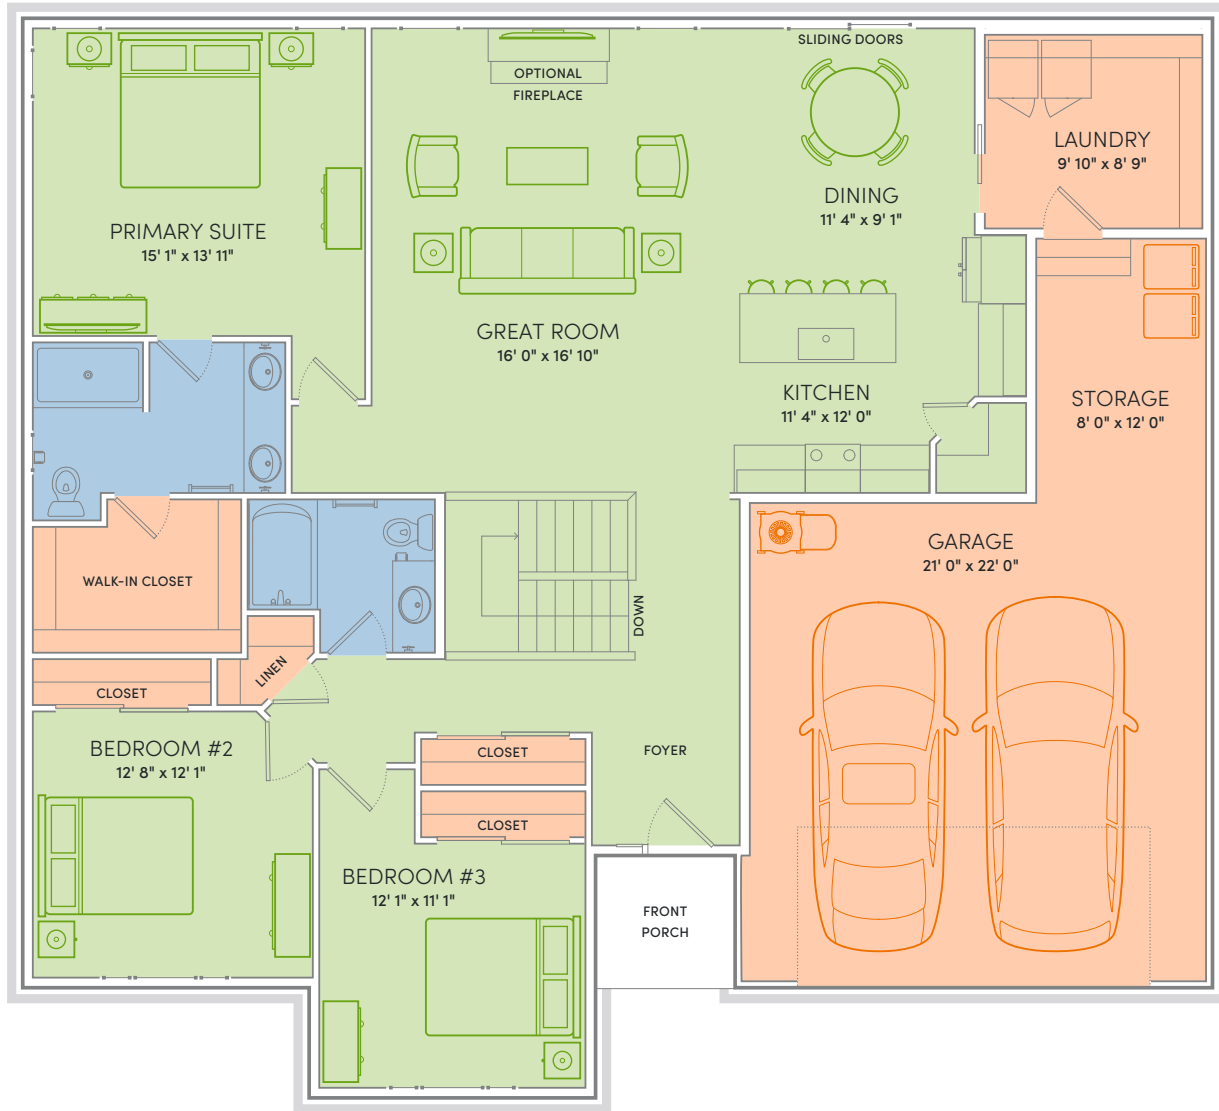 SLIDING DOORS
OPTIONAL
FIREPLACE
LAUNDRY
9' 10" x 8' 9"
DINING
11' 4" x 9' 1"
PRIMARY SUITE
15' 1" x 13' 11"
GREAT ROOM
16' 0" x 16' 10"
KITCHEN
11' 4" x 12' 0"
STORAGE
8' 0" x 12' 0"
GARAGE
21' 0" x 22' 0"
WALK-IN CLOSET
DOWN
LINEN
CLOSET
BEDROOM #2
12' 8" x 12' 1"
CLOSET
FOYER
CLOSET
BEDROOM #3
12' 1" x 11' 1"
FRONT
PORCH